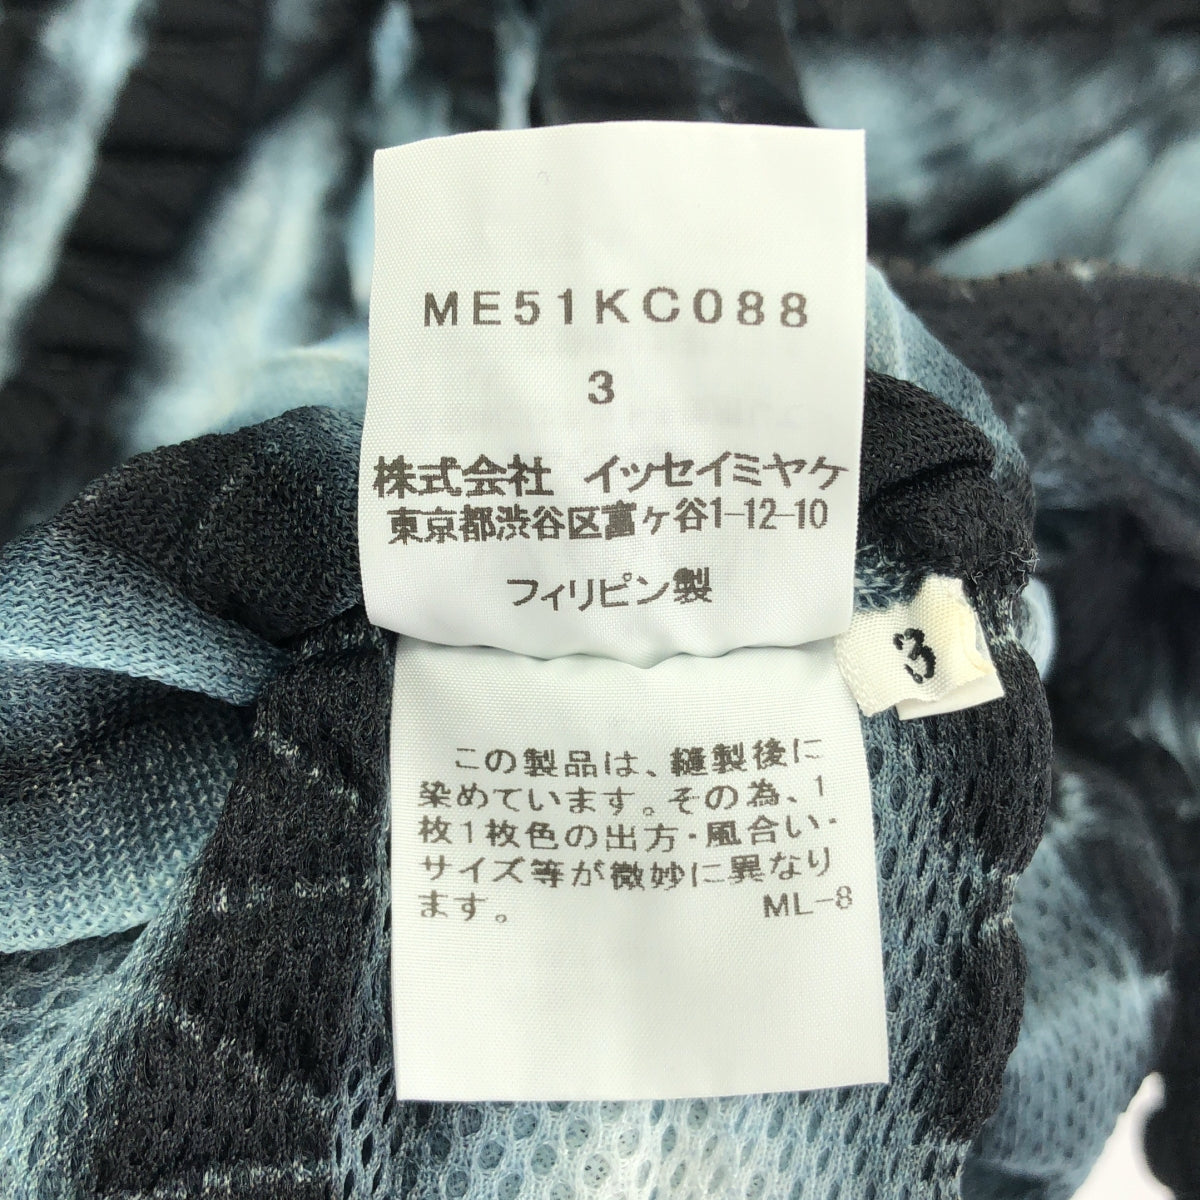 ME51KC088
3
株式会社 イッセイミヤケ
東京都渋谷区富ヶ谷1-12-10
フィリピン製
3
この製品は、縫製後に
染めています。その為、1
枚1枚色の出方・風合い・
サイズ等が微妙に異なり
ます。 ML-8